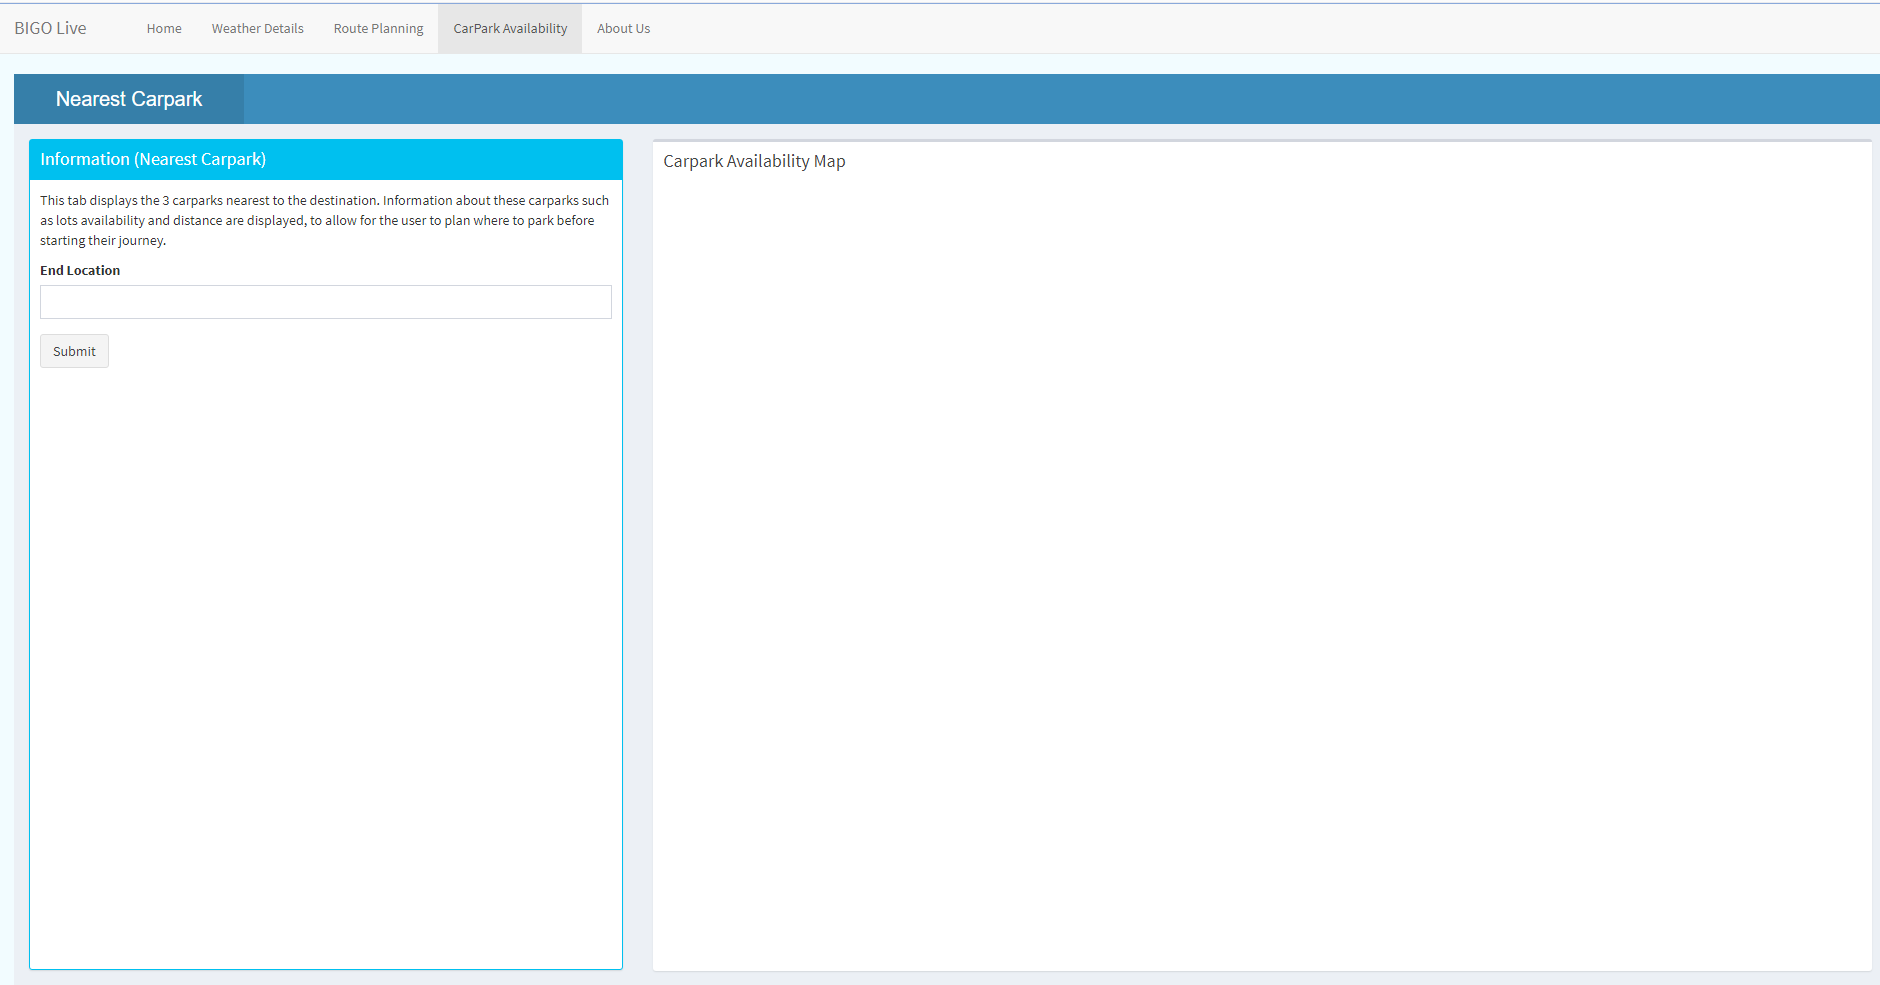 BIGO Live Home Weather Details Route Planning CarPark Availability About Us
Nearest Carpark
Information (Nearest Carpark)
This tab displays the 3 carparks nearest to the destination. Information about these carparks such
as lots availability and distance are displayed, to allow for the user to plan where to park before
starting their journey.
End Location
Submit
Carpark Availability Map